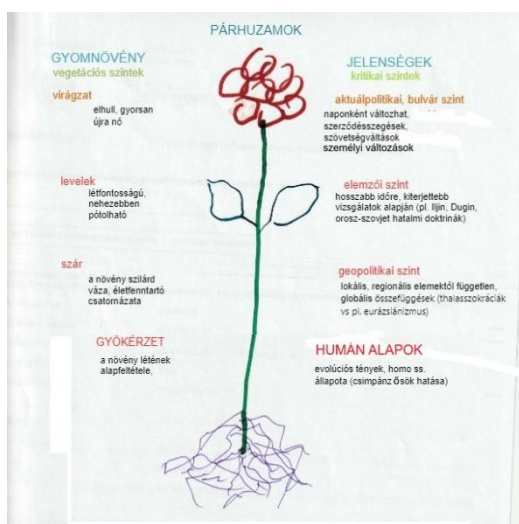 PÁRHUZAMOK
GYOMNÖVÉNY
vegetációs szintek
virágzat
elhull, gyorsan
újra nő
levelek
létfontosságú,
nehezebben
pótolható
szár
a növény szilárd
váza, életfenntartó
csatornázata
GYÖKÉRZET
a növény létének
alapfeltétele,
JELENSÉGEK
kritikai szintek
aktuálpolitikai, bulvár szint
naponként változhat,
szerződésszegések,
szövetségváltások
személyi változások
elemzői szint
hosszabb időre, kiterjettebb
vizsgálatok alapján (pl. Iljin, Dugin,
orosz-szovjet hatalmi doktrinák)
geopolitikai szint
lokális, regionális elemektől független,
globális összefüggések (thalasszokráciák
vs pl. eurázsiánizmus)
HUMÁN ALAPOK
evolúciós tények, homo ss.
állapota (csimpánz ősök hatása)